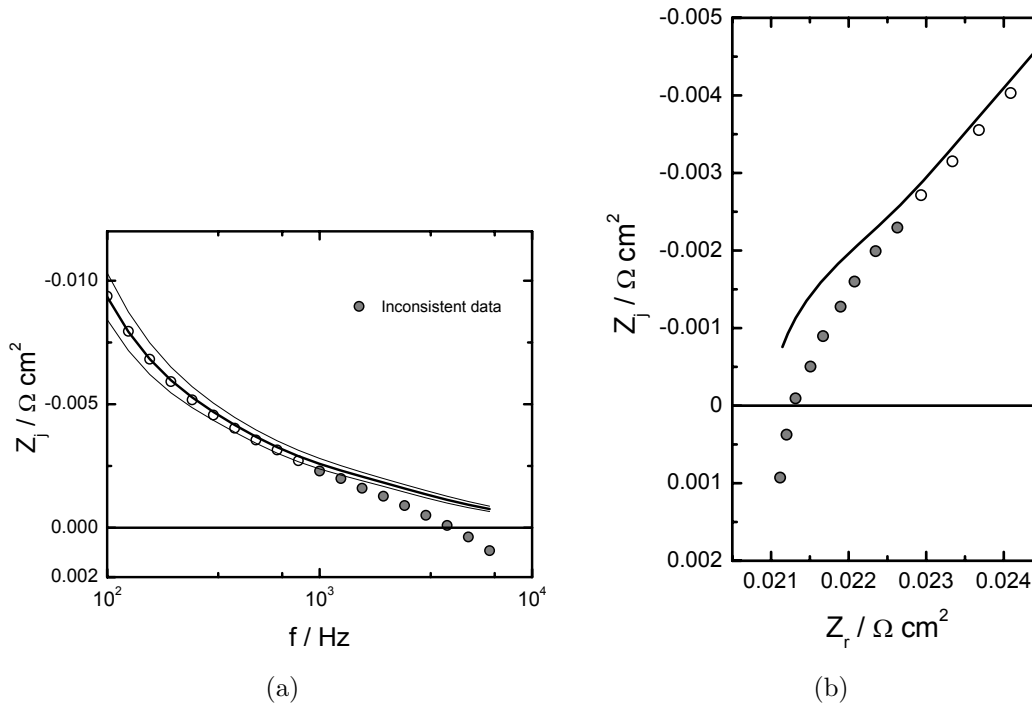 -0.010
-0.005
0.000
0.002
Z_j / Ω cm^2
Inconsistent data
10^2
10^3
10^4
f / Hz
(a)
-0.005
-0.004
-0.003
-0.002
-0.001
0
0.001
0.002
Z_j / Ω cm^2
0.021
0.022
0.023
0.024
Z_r / Ω cm^2
(b)